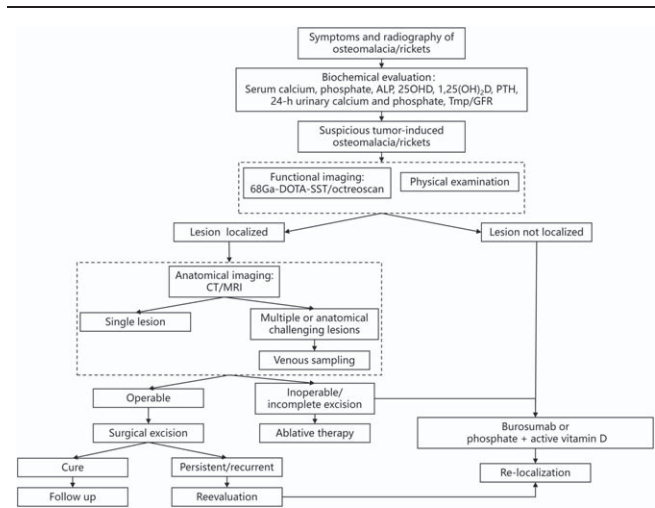 Symptoms and radiography of
osteomalacia/rickets
Biochemical evaluation:
Serum calcium, phosphate, ALP, 25OHD, 1,25(OH)₂D, PTH,
24-h urinary calcium and phosphate, Tmp/GFR
Suspicious tumor-induced
osteomalacia/rickets
Functional imaging:
68Ga-DOTA-SST/octreoscan
Physical examination
Lesion localized
Lesion not localized
Anatomical imaging:
CT/MRI
Single lesion
Multiple or anatomical
challenging lesions
Venous sampling
Operable
Inoperable/
incomplete excision
Surgical excision
Ablative therapy
Burosumab or
phosphate + active vitamin D
Cure
Persistent/recurrent
Re-localization
Follow up
Reevaluation